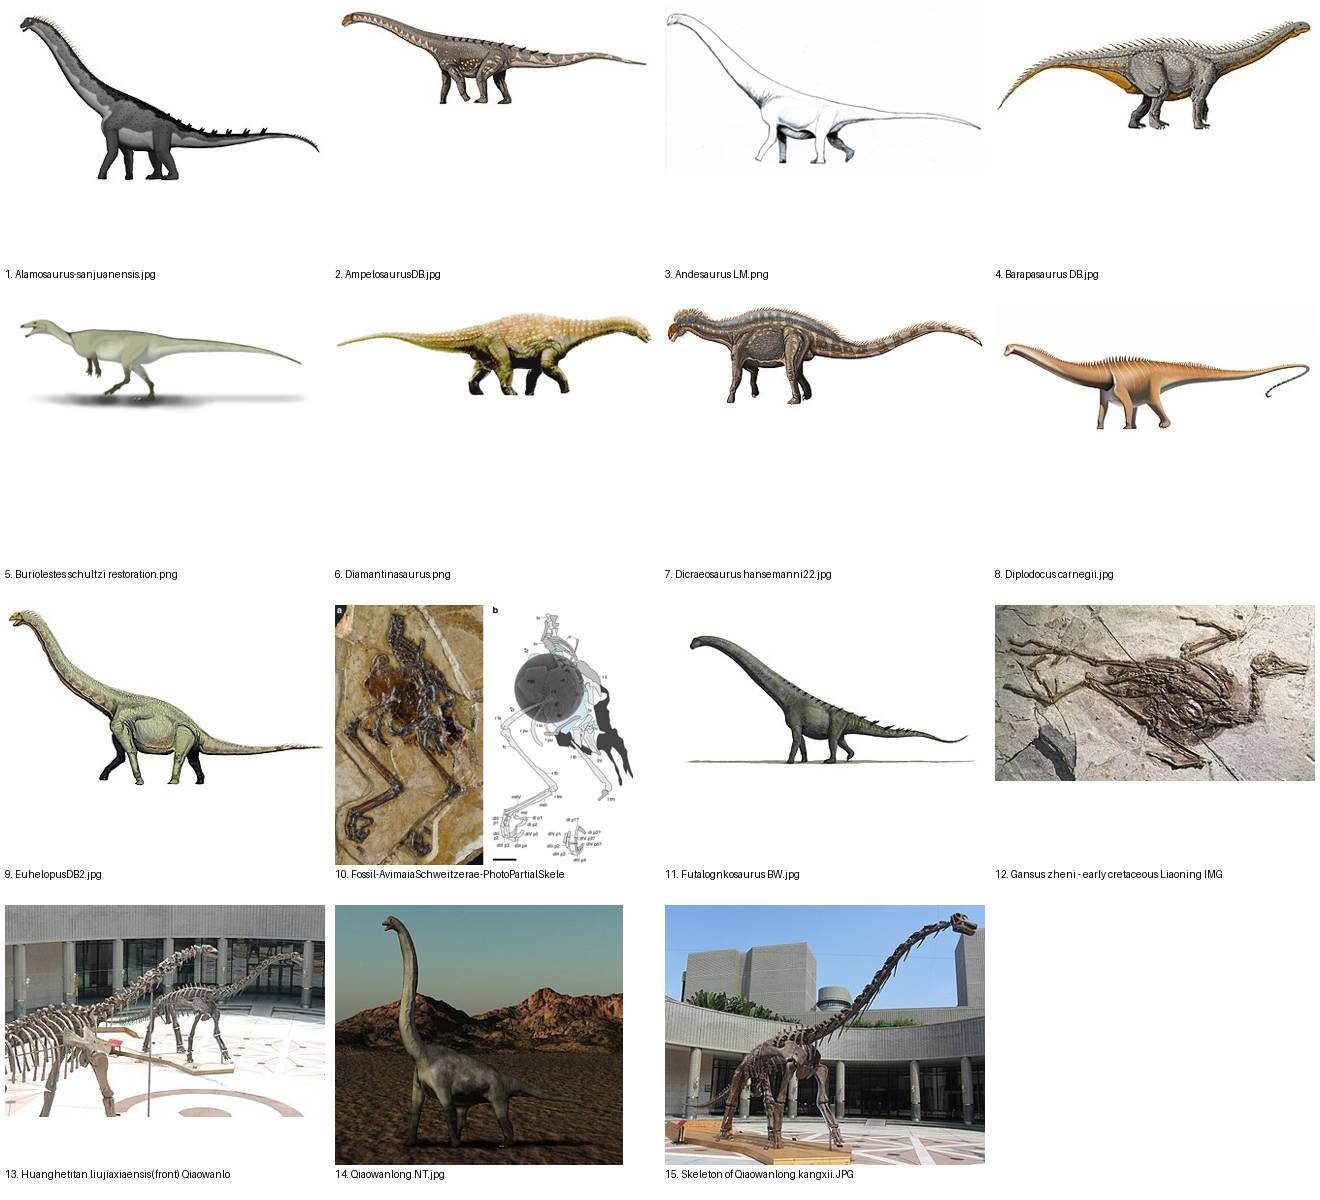 1. Alamosaurus-sanjuanensis.jpg
2. AmpelosaurusDB.jpg
3. Andesaurus LM.png
4. Barapasaurus DB.jpg
5. Buriolestes schultzi restoration.png
6. Diamantinasaurus.png
7. Dicraeosaurus hansemanni22.jpg
8. Diplodocus carnegii.jpg
a
b
9. EuhelopusDB2.jpg
10. Fossil-AvimaiaSchweitzerae-PhotoPartialSkele
11. Futalognkosaurus BW.jpg
12. Gansus zheni - early cretaceous Liaoning IMG
13. Huanghetitan liujiaxiaensis(front) Qiaowanlo
14. Qiaowanlong NT.jpg
15. Skeleton of Qiaowanlong kangxii.JPG